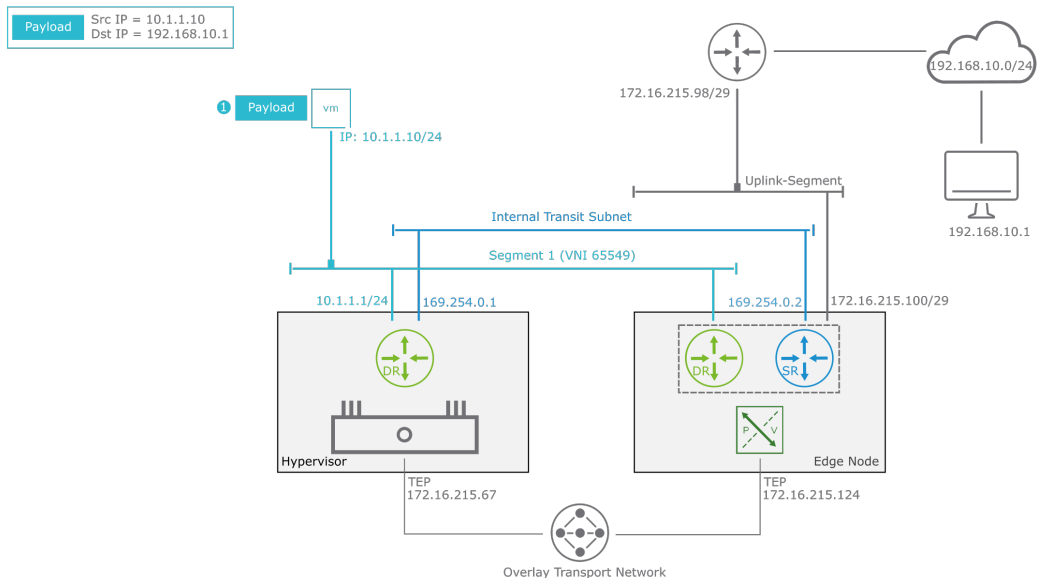 Payload
Src IP = 10.1.1.10
Dst IP = 192.168.10.1
192.168.10.0/24
172.16.215.98/29
1 Payload
vm
IP: 10.1.1.10/24
Uplink-Segment
192.168.10.1
Internal Transit Subnet
Segment 1 (VNI 65549)
10.1.1.1/24
169.254.0.1
169.254.0.2
172.16.215.100/29
DR
DR
SR
P V
Hypervisor
Edge Node
TEP
172.16.215.67
TEP
172.16.215.124
Overlay Transport Network